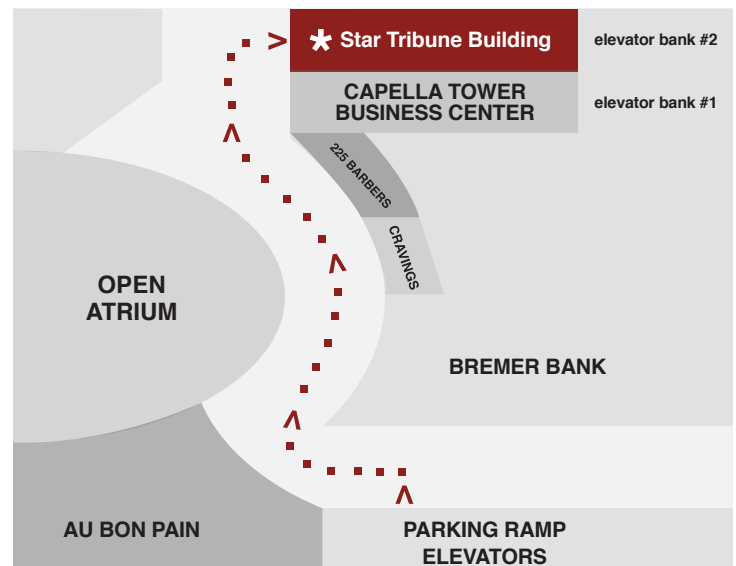 Star Tribune Building
elevator bank #2
CAPELLA TOWER
BUSINESS CENTER
elevator bank #1
225 BARBERS
CRAVINGS
OPEN
ATRIUM
BREMER BANK
AU BON PAIN
PARKING RAMP
ELEVATORS